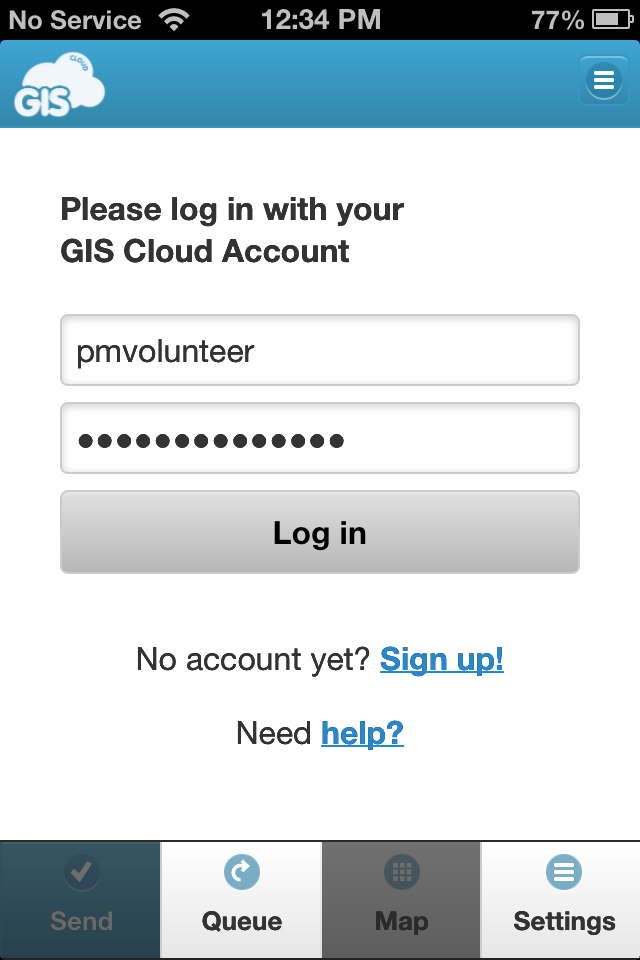 No Service 12:34 PM 77%
GIS CLOUD
Please log in with your
GIS Cloud Account
pmvolunteer
●●●●●●●●●●●●●●
Log in
No account yet? Sign up!
Need help?
Send Queue Map Settings